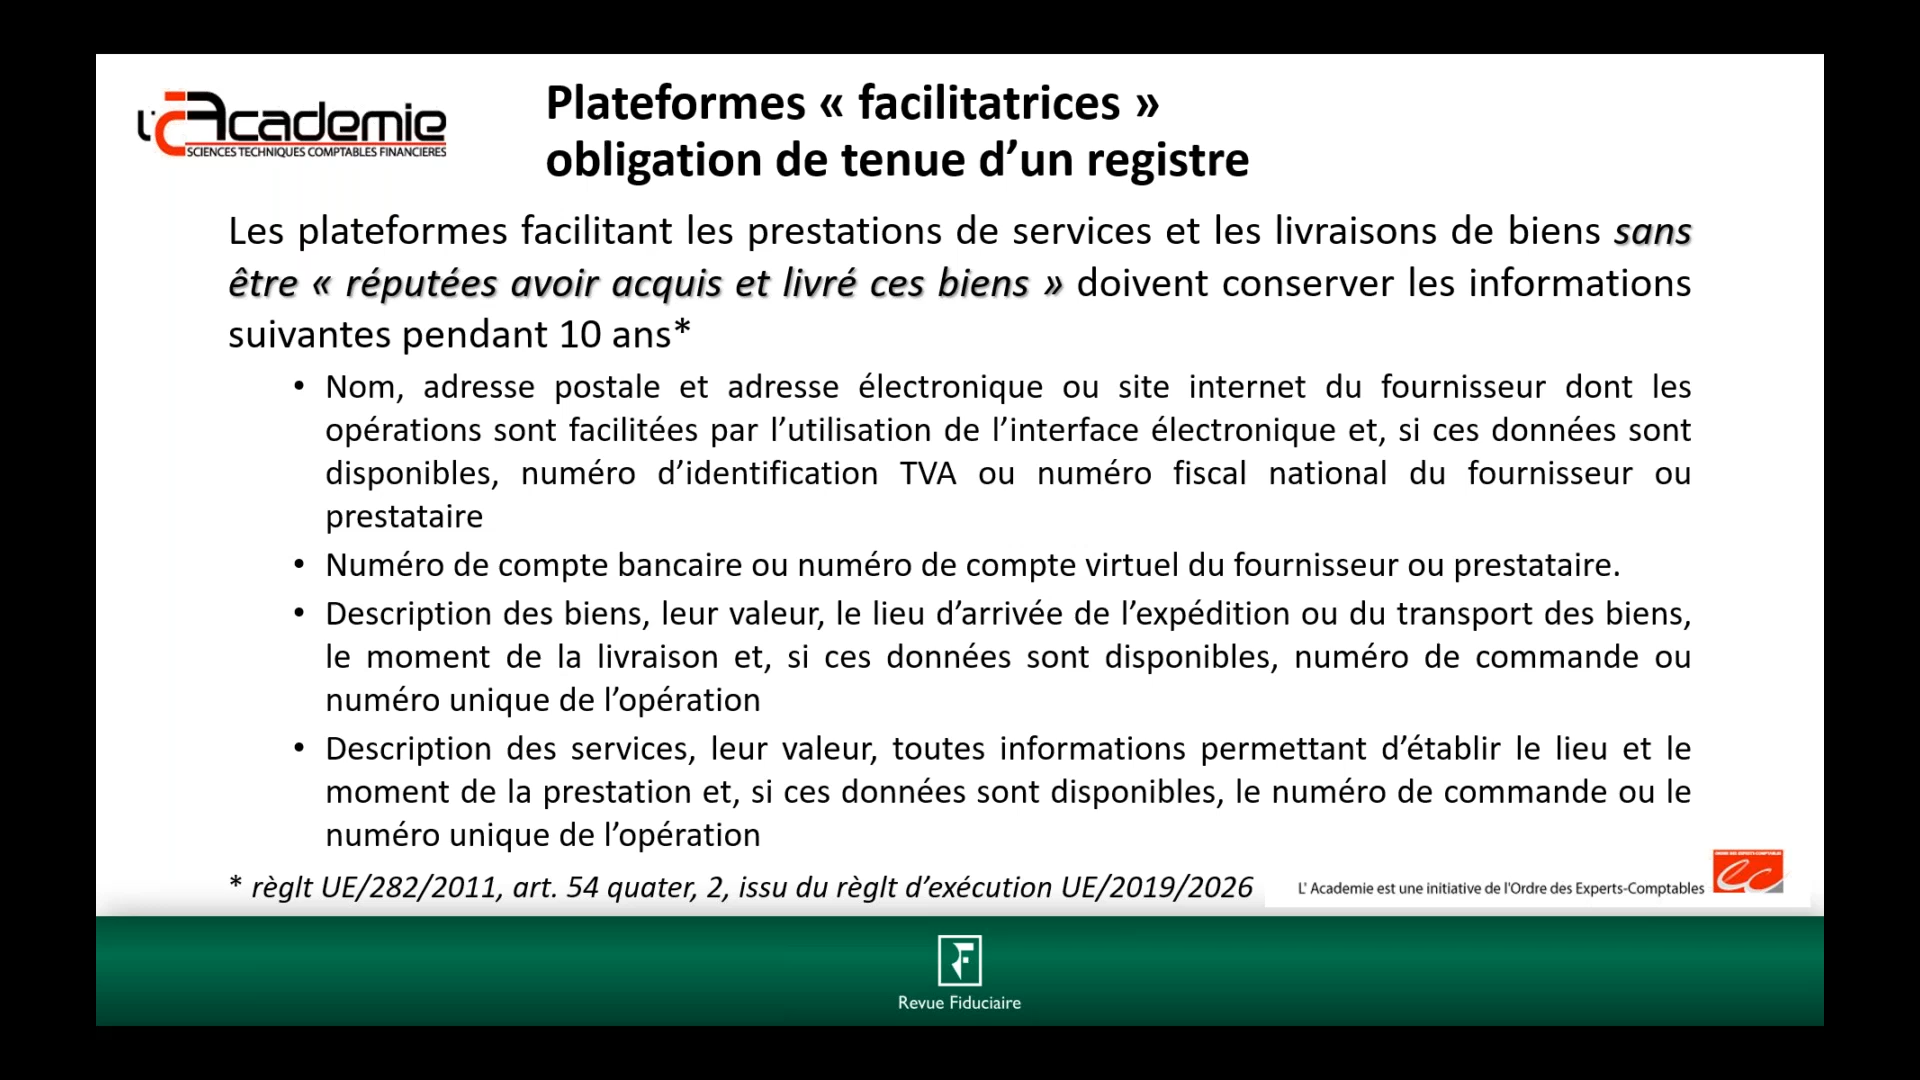 L'Academie
SCIENCES TECHNIQUES COMPTABLES FINANCIERES
Plateformes « facilitatrices »
obligation de tenue d’un registre
Les plateformes facilitant les prestations de services et les livraisons de biens sans
être « réputées avoir acquis et livré ces biens » doivent conserver les informations
suivantes pendant 10 ans*
• Nom, adresse postale et adresse électronique ou site internet du fournisseur dont les
opérations sont facilitées par l’utilisation de l’interface électronique et, si ces données sont
disponibles, numéro d’identification TVA ou numéro fiscal national du fournisseur ou
prestataire
• Numéro de compte bancaire ou numéro de compte virtuel du fournisseur ou prestataire.
• Description des biens, leur valeur, le lieu d’arrivée de l’expédition ou du transport des biens,
le moment de la livraison et, si ces données sont disponibles, numéro de commande ou
numéro unique de l’opération
• Description des services, leur valeur, toutes informations permettant d’établir le lieu et le
moment de la prestation et, si ces données sont disponibles, le numéro de commande ou le
numéro unique de l’opération
* règlt UE/282/2011, art. 54 quater, 2, issu du règlt d’exécution UE/2019/2026
L' Academie est une initiative de l'Ordre des Experts-Comptables
ORDRE DES EXPERTS-COMPTABLES
ec
RF
Revue Fiduciaire